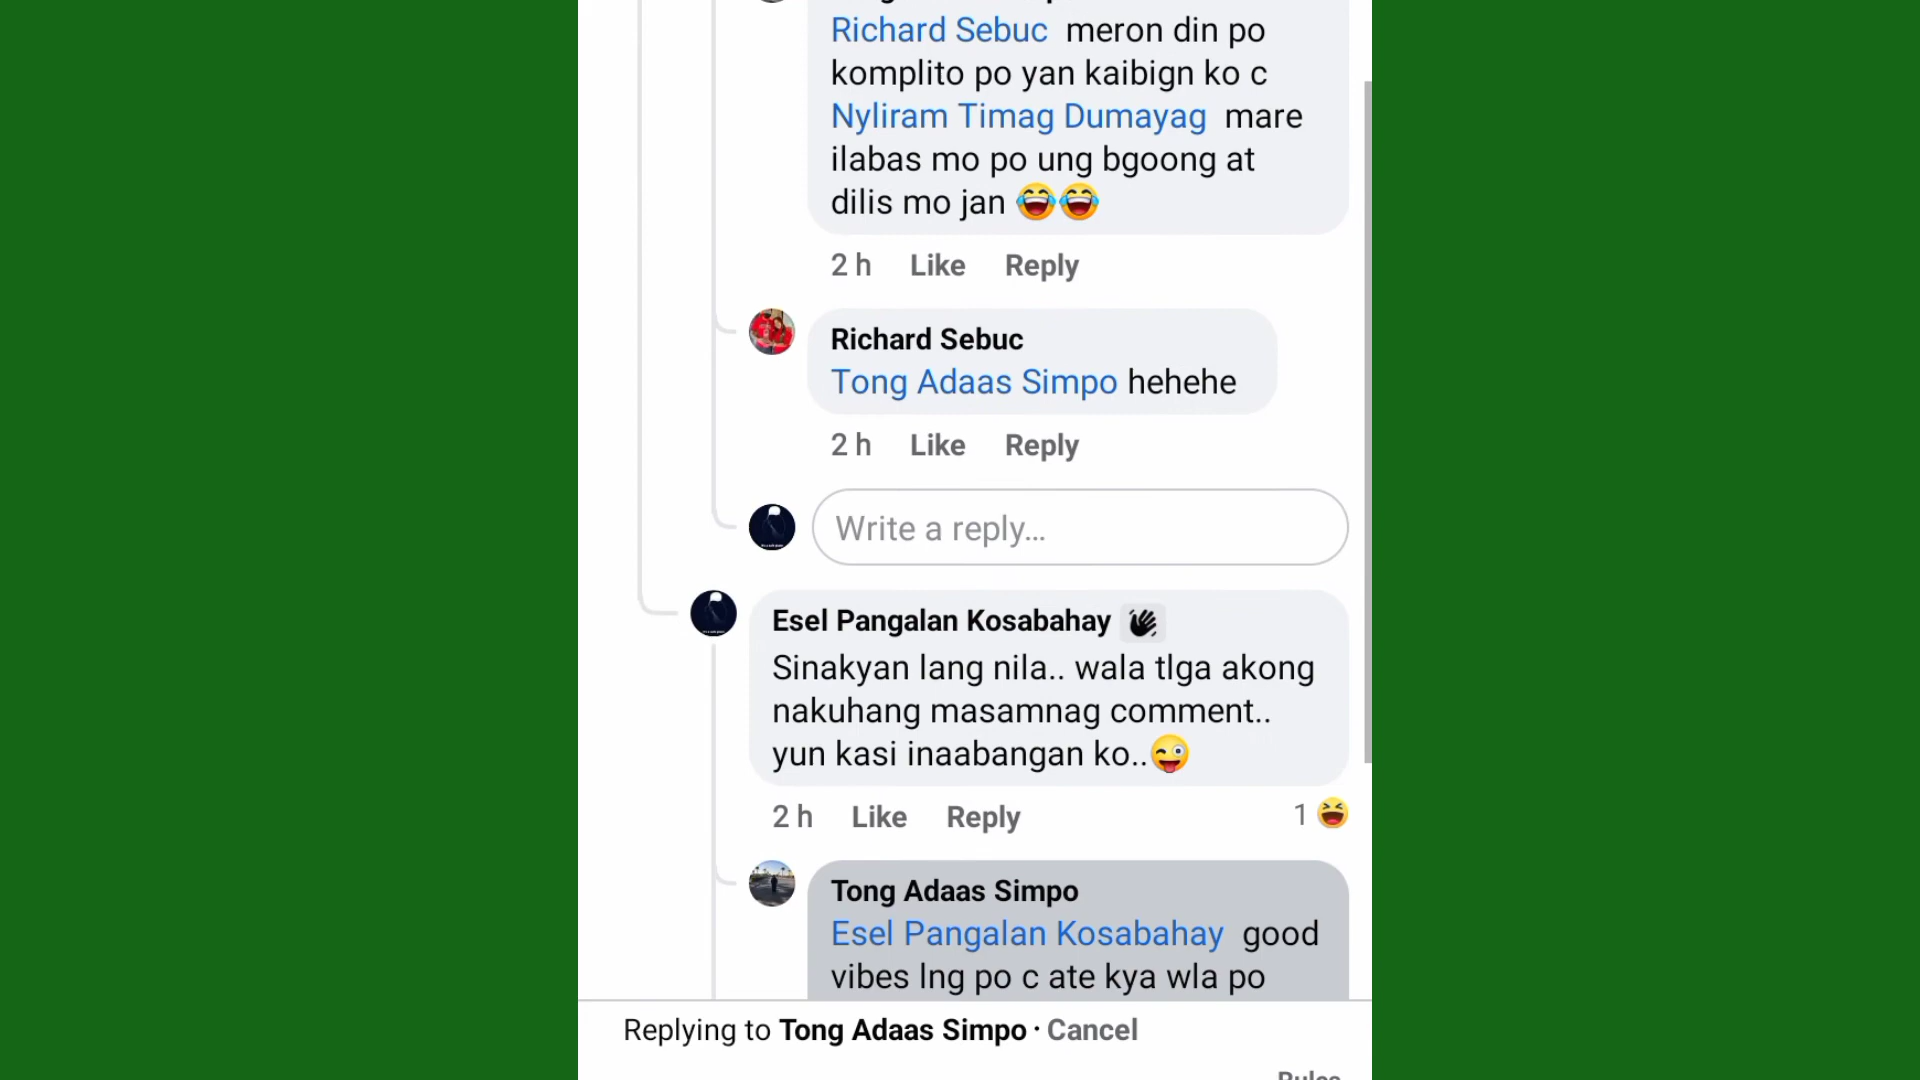 Richard Sebuc meron din po
komplito po yan kaibign ko c
Nyliram Timag Dumayag mare
ilabas mo po ung bgoong at
dilis mo jan 😂😂
2 h Like Reply
Richard Sebuc
Tong Adaas Simpo hehehe
2 h Like Reply
Write a reply...
Esel Pangalan Kosabahay 👋
Sinakyan lang nila.. wala tlga akong
nakuhang masamnag comment..
yun kasi inaabangan ko..😜
2 h Like Reply 1 😆
Tong Adaas Simpo
Esel Pangalan Kosabahay good
vibes lng po c ate kya wla po
Replying to Tong Adaas Simpo · Cancel
Rules